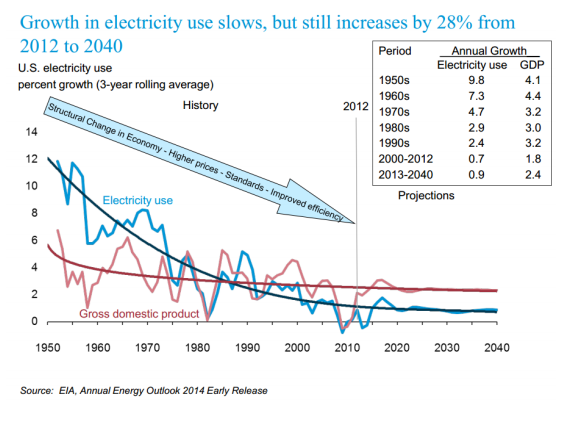 Growth in electricity use slows, but still increases by 28% from
2012 to 2040
U.S. electricity use
percent growth (3-year rolling average)
Period Annual Growth
Electricity use GDP
1950s 9.8 4.1
1960s 7.3 4.4
1970s 4.7 3.2
1980s 2.9 3.0
1990s 2.4 3.2
2000-2012 0.7 1.8
2013-2040 0.9 2.4
History
2012
Projections
Structural Change in Economy - Higher prices - Standards - Improved efficiency
14
12
10
8
6
4
2
0
Electricity use
Gross domestic product
1950 1960 1970 1980 1990 2000 2010 2020 2030 2040
Source: EIA, Annual Energy Outlook 2014 Early Release